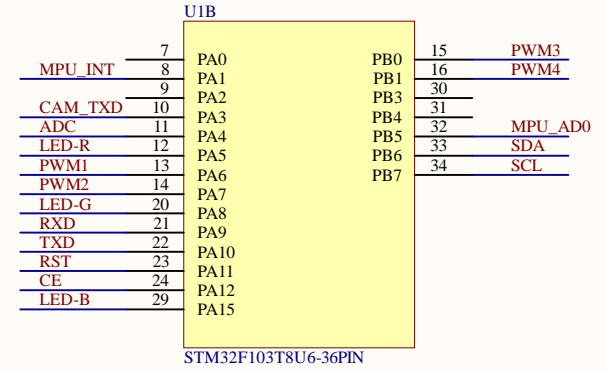 U1B
7 PA0 PB0 15 PWM3
MPU_INT 8 PA1 PB1 16 PWM4
9 PA2 PB3 30
CAM_TXD 10 PA3 PB4 31
ADC 11 PA4 PB5 32 MPU_AD0
LED-R 12 PA5 PB6 33 SDA
PWM1 13 PA6 PB7 34 SCL
PWM2 14 PA7
LED-G 20 PA8
RXD 21 PA9
TXD 22 PA10
RST 23 PA11
CE 24 PA12
LED-B 29 PA15
STM32F103T8U6-36PIN